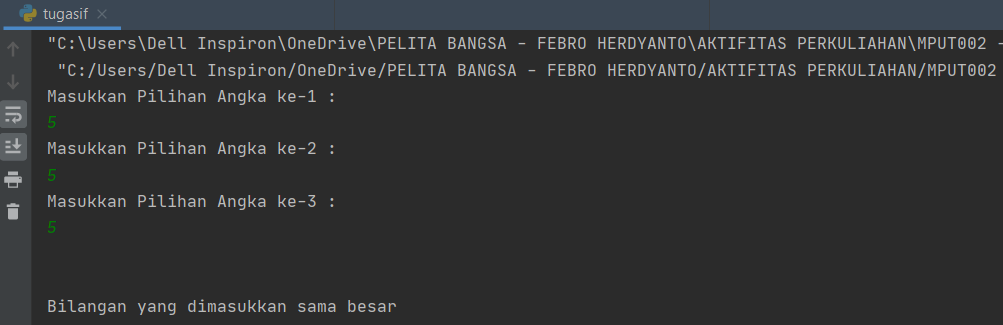 tugasif
"C:\Users\Dell Inspiron\OneDrive\PELITA BANGSA - FEBRO HERDYANTO\AKTIFITAS PERKULIAHAN\MPUT002 -
"C:/Users/Dell Inspiron/OneDrive/PELITA BANGSA - FEBRO HERDYANTO/AKTIFITAS PERKULIAHAN/MPUT002
Masukkan Pilihan Angka ke-1 :
5
Masukkan Pilihan Angka ke-2 :
5
Masukkan Pilihan Angka ke-3 :
5
Bilangan yang dimasukkan sama besar